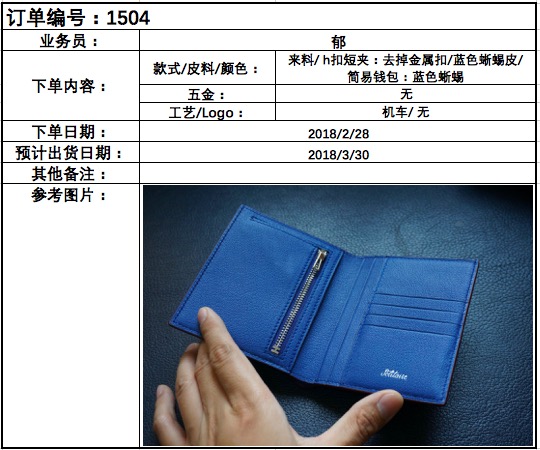 订单编号：1504
业务员： 郁
下单内容： 款式/皮料/颜色： 来料/ h扣短夹：去掉金属扣/蓝色蜥蜴皮/
简易钱包：蓝色蜥蜴
五金： 无
工艺/Logo： 机车/ 无
下单日期： 2018/2/28
预计出货日期： 2018/3/30
其他备注：
参考图片：